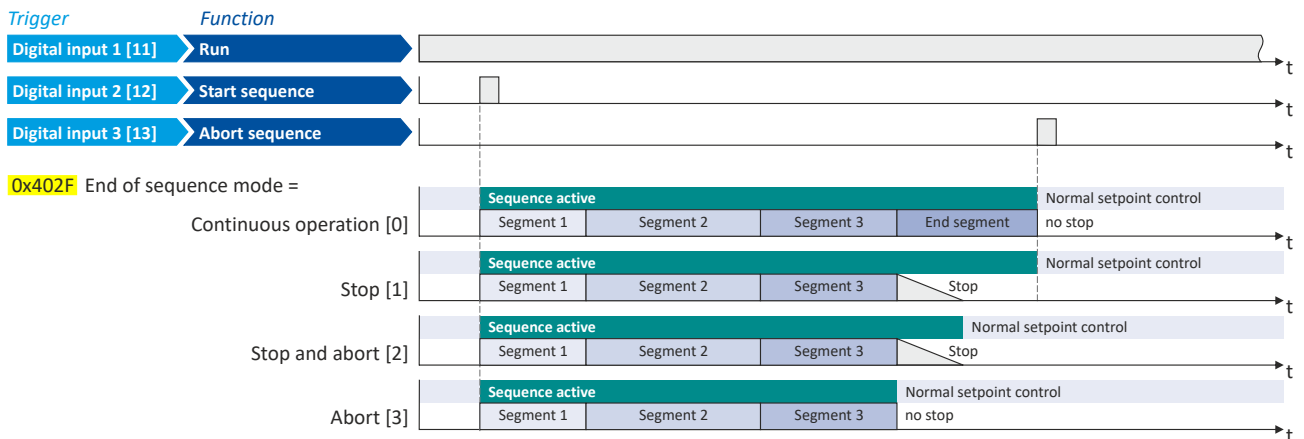 Trigger Function
Digital input 1 [11] Run
t
Digital input 2 [12] Start sequence
t
Digital input 3 [13] Abort sequence
t
0x402F End of sequence mode =
Sequence active Normal setpoint control
Continuous operation [0] Segment 1 Segment 2 Segment 3 End segment no stop
t
Sequence active Normal setpoint control
Stop [1] Segment 1 Segment 2 Segment 3 Stop
t
Sequence active Normal setpoint control
Stop and abort [2] Segment 1 Segment 2 Segment 3 Stop
t
Sequence active Normal setpoint control
Abort [3] Segment 1 Segment 2 Segment 3 no stop
t